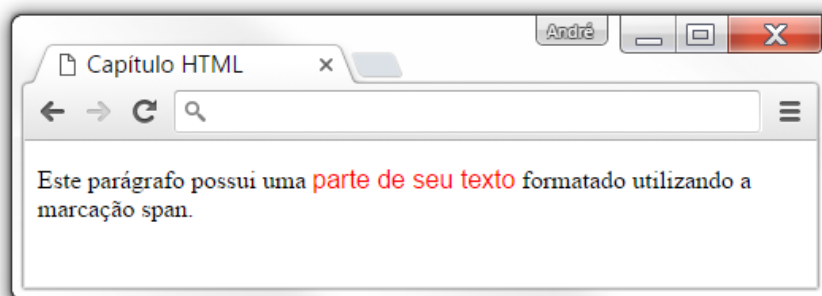 André
Capítulo HTML
Este parágrafo possui uma parte de seu texto formatado utilizando a
marcação span.